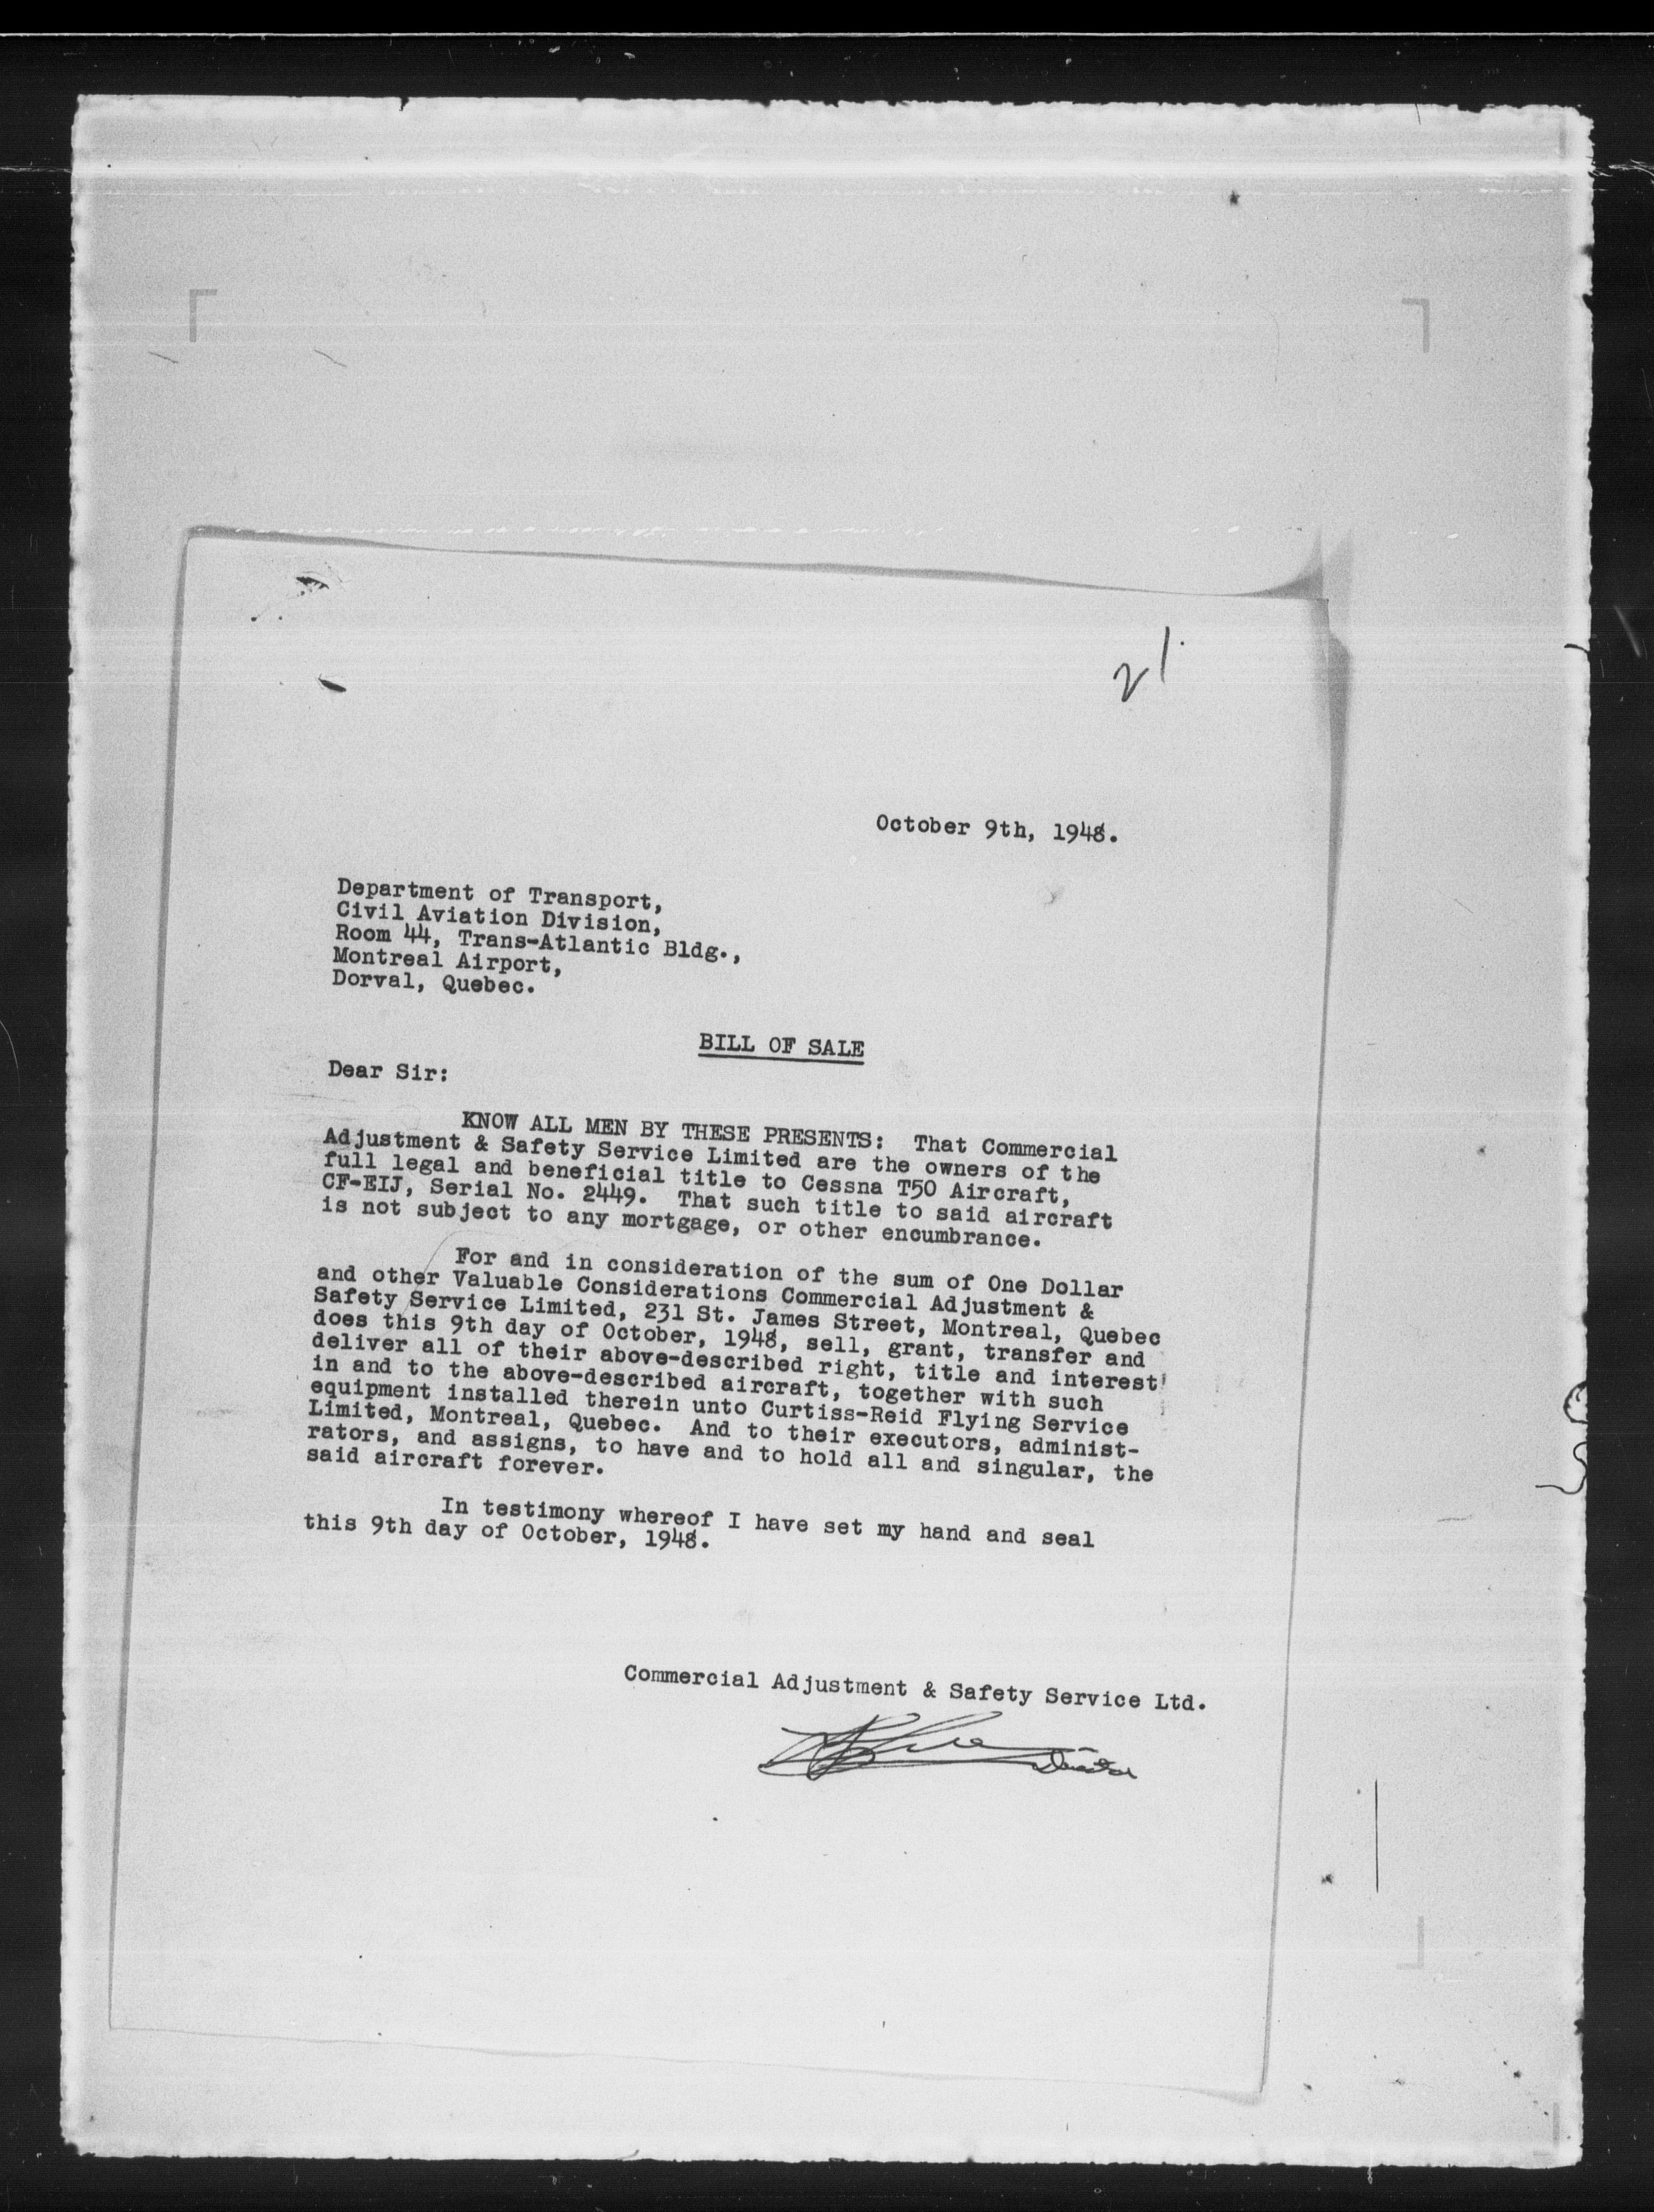 21.
October 9th, 1948.
Department of Transport,
Civil Aviation Division,
Room 44, Trans-Atlantic Bldg.,
Montreal Airport,
Dorval, Quebec.
BILL OF SALE
Dear Sir:
KNOW ALL MEN BY THESE PRESENTS: That Commercial
Adjustment & Safety Service Limited are the owners of the
full legal and beneficial title to Cessna T50 Aircraft,
CF-EIJ, Serial No. 2449. That such title to said aircraft
is not subject to any mortgage, or other encumbrance.
For and in consideration of the sum of One Dollar
and other Valuable Considerations Commercial Adjustment &
Safety Service Limited, 231 St. James Street, Montreal, Quebec
does this 9th day of October, 1948, sell, grant, transfer and
deliver all of their above-described right, title and interest
in and to the above-described aircraft, together with such
equipment installed therein unto Curtiss-Reid Flying Service
Limited, Montreal, Quebec. And to their executors, administ-
rators, and assigns, to have and to hold all and singular, the
said aircraft forever.
In testimony whereof I have set my hand and seal
this 9th day of October, 1948.
Commercial Adjustment & Safety Service Ltd.
Director